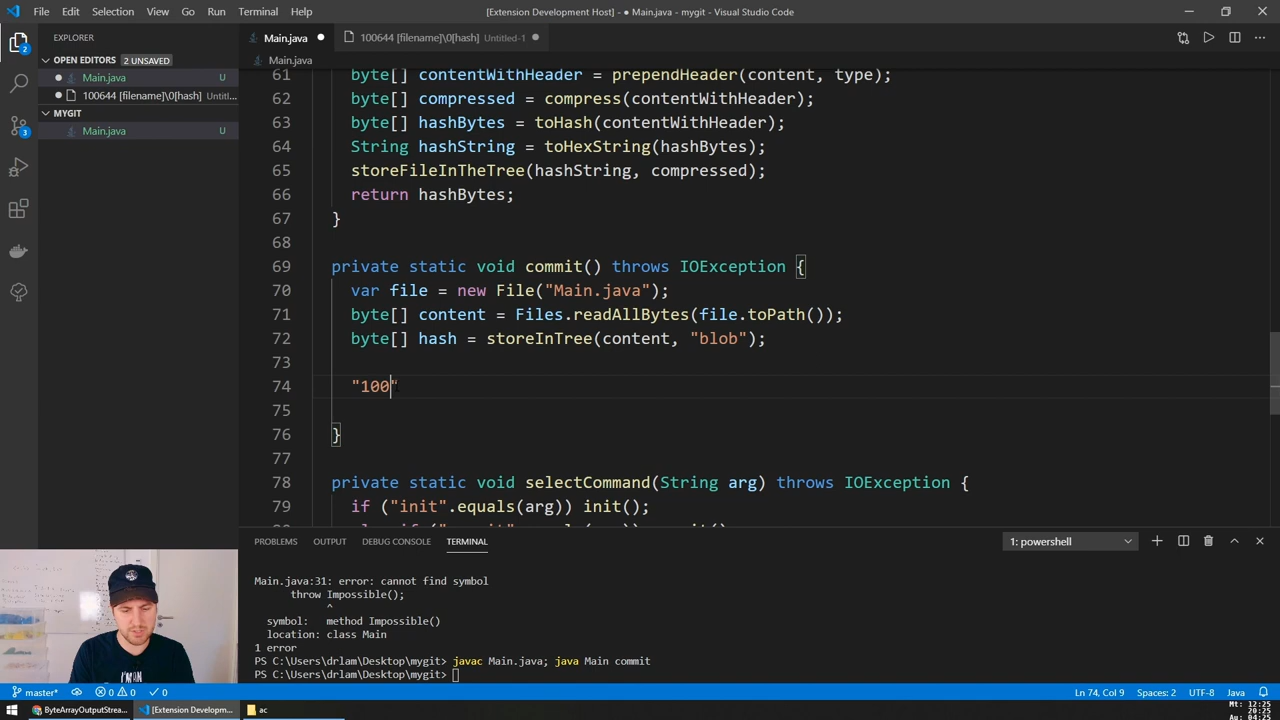 File Edit Selection View Go Run Terminal Help
[Extension Development Host] - ● Main.java - mygit - Visual Studio Code
EXPLORER
Main.java
100644 [filename]\0[hash] Untitled-1
OPEN EDITORS 2 UNSAVED
Main.java
Main.java U
100644 [filename]\0[hash] Untitl...
MYGIT
Main.java U
2
3
61 byte[] contentWithHeader = prependHeader(content, type);
62 byte[] compressed = compress(contentWithHeader);
63 byte[] hashBytes = toHash(contentWithHeader);
64 String hashString = toHexString(hashBytes);
65 storeFileInTheTree(hashString, compressed);
66 return hashBytes;
67 }
68
69 private static void commit() throws IOException {
70 var file = new File("Main.java");
71 byte[] content = Files.readAllBytes(file.toPath());
72 byte[] hash = storeInTree(content, "blob");
73
74 "100"
75
76 }
77
78 private static void selectCommand(String arg) throws IOException {
79 if ("init".equals(arg)) init();
PROBLEMS OUTPUT DEBUG CONSOLE TERMINAL
1: powershell
Main.java:31: error: cannot find symbol
throw Impossible();
^
symbol: method Impossible()
location: class Main
1 error
PS C:\Users\drlam\Desktop\mygit> javac Main.java; java Main commit
PS C:\Users\drlam\Desktop\mygit>
master* 0 0 0
Ln 74, Col 9 Spaces: 2 UTF-8 Java
ByteArrayOutputStrea... [Extension Developm... ac
Mt: 12:25
20:25